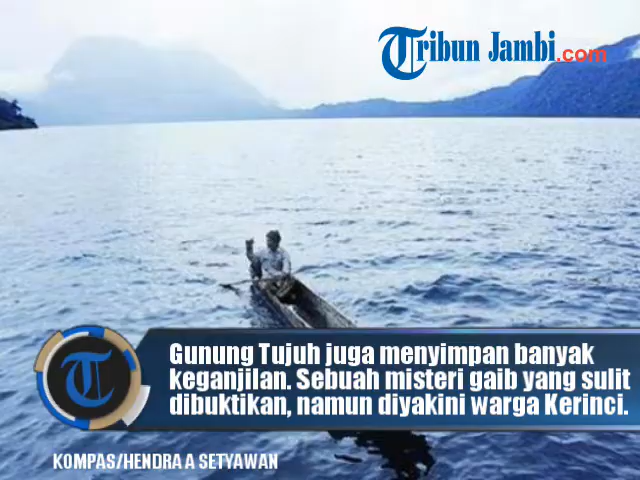 Tribun Jambi.com
Gunung Tujuh juga menyimpan banyak
keganjilan. Sebuah misteri gaib yang sulit
dibuktikan, namun diyakini warga Kerinci.
KOMPAS/HENDRA A SETYAWAN